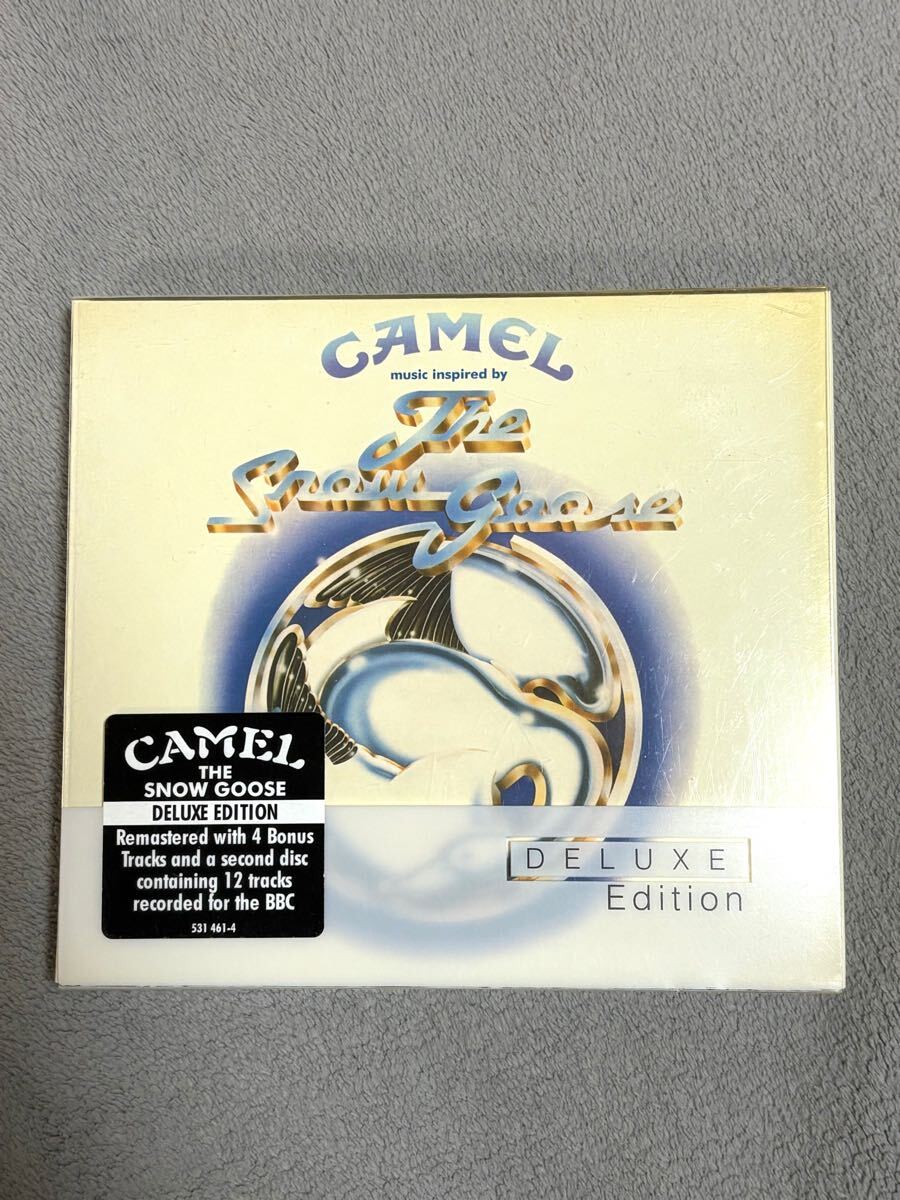 CAMEL
music inspired by
The
Snow Goose
CAMEL
THE
SNOW GOOSE
DELUXE EDITION
Remastered with 4 Bonus
Tracks and a second disc
containing 12 tracks
recorded for the BBC
531 461-4
DELUXE
Edition